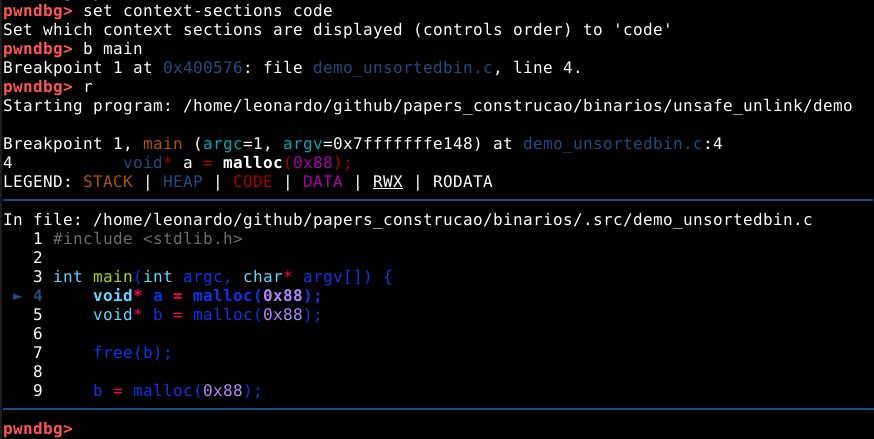 pwndbg> set context-sections code
Set which context sections are displayed (controls order) to 'code'
pwndbg> b main
Breakpoint 1 at 0x400576: file demo_unsortedbin.c, line 4.
pwndbg> r
Starting program: /home/leonardo/github/papers_construcao/binarios/unsafe_unlink/demo
Breakpoint 1, main (argc=1, argv=0x7fffffffe148) at demo_unsortedbin.c:4
4 void* a = malloc(0x88);
LEGEND: STACK | HEAP | CODE | DATA | RWX | RODATA
In file: /home/leonardo/github/papers_construcao/binarios/.src/demo_unsortedbin.c
1 #include <stdlib.h>
2
3 int main(int argc, char* argv[]) {
► 4 void* a = malloc(0x88);
5 void* b = malloc(0x88);
6
7 free(b);
8
9 b = malloc(0x88);
pwndbg>